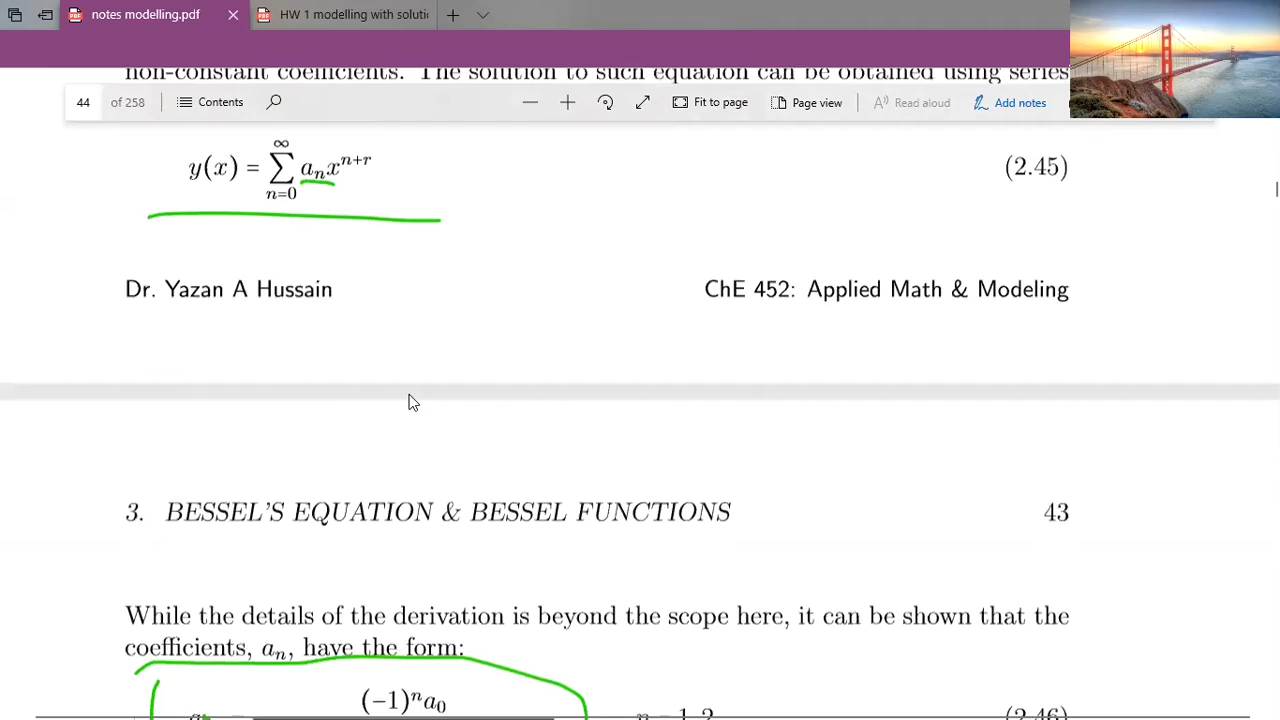 notes modelling.pdf
HW 1 modelling with soluti
non-constant coefficients. The solution to such equation can be obtained using series
44 of 258
Contents
Fit to page
Page view
Read aloud
Add notes
y(x) = ∑_{n=0}^{∞} a_n x^{n+r} (2.45)
Dr. Yazan A Hussain ChE 452: Applied Math & Modeling
3. BESSEL'S EQUATION & BESSEL FUNCTIONS 43
While the details of the derivation is beyond the scope here, it can be shown that the
coefficients, a_n, have the form:
(−1)^n a_0
n = 1, 2 (2.46)